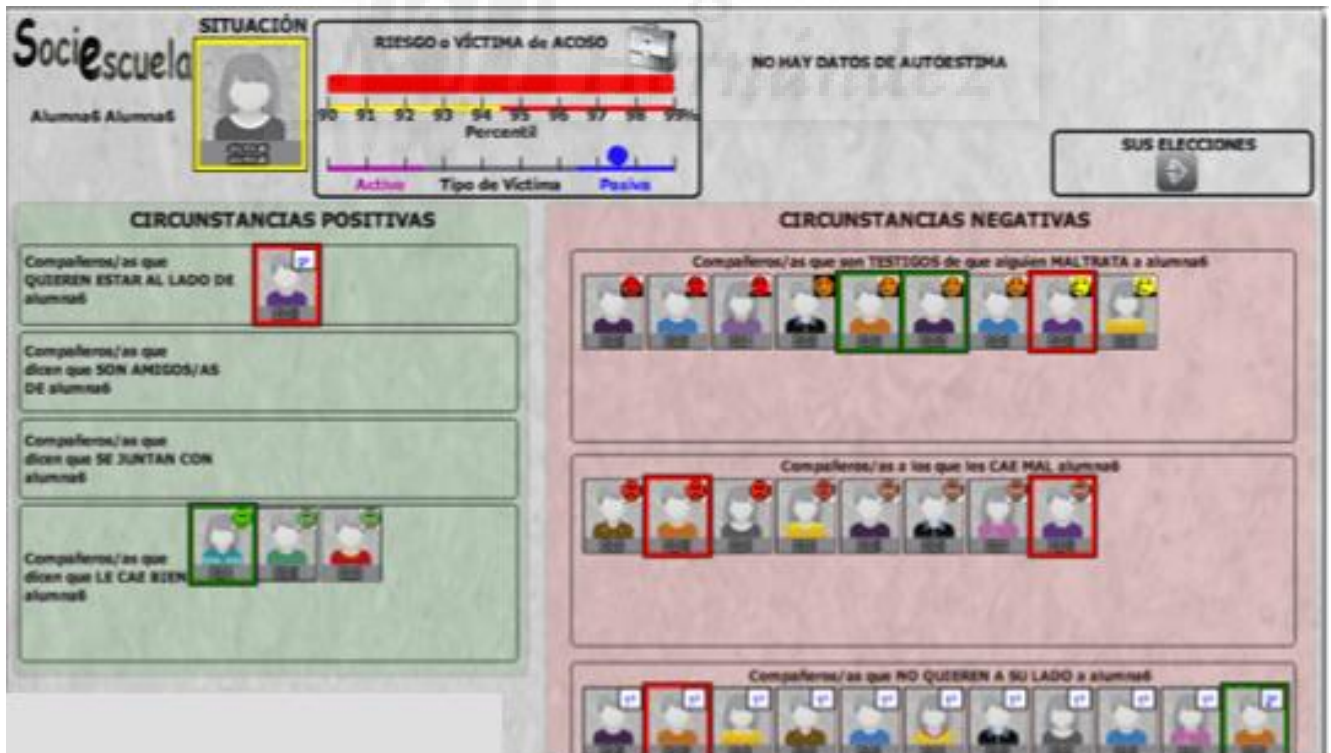 Sociescuela
SITUACIÓN
Alumna6 Alumna6
RIESGO o VÍCTIMA de ACOSO
90 91 92 93 94 95 96 97 98 99%
Percentil
Activa Tipo de Víctima Pasiva
NO HAY DATOS DE AUTOESTIMA
SUS ELECCIONES
CIRCUNSTANCIAS POSITIVAS
Compañeros/as que
QUIEREN ESTAR AL LADO DE
alumna6
Compañeros/as que
dicen que SON AMIGOS/AS
DE alumna6
Compañeros/as que
dicen que SE JUNTAN CON
alumna6
Compañeros/as que
dicen que LE CAE BIEN
alumna6
CIRCUNSTANCIAS NEGATIVAS
Compañeros/as que son TESTIGOS de que alguien MALTRATA a alumna6
Compañeros/as a los que les CAE MAL alumna6
Compañeros/as que NO QUIEREN A SU LADO a alumna6
Hernández